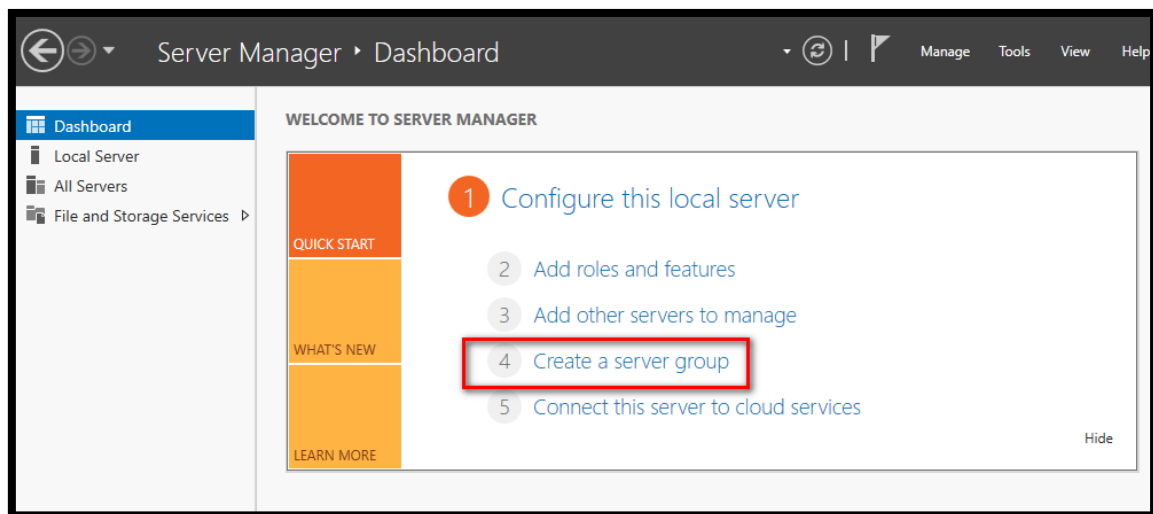 Server Manager ‣ Dashboard
Manage Tools View Help
Dashboard
Local Server
All Servers
File and Storage Services
WELCOME TO SERVER MANAGER
QUICK START
WHAT'S NEW
LEARN MORE
1 Configure this local server
2 Add roles and features
3 Add other servers to manage
4 Create a server group
5 Connect this server to cloud services
Hide